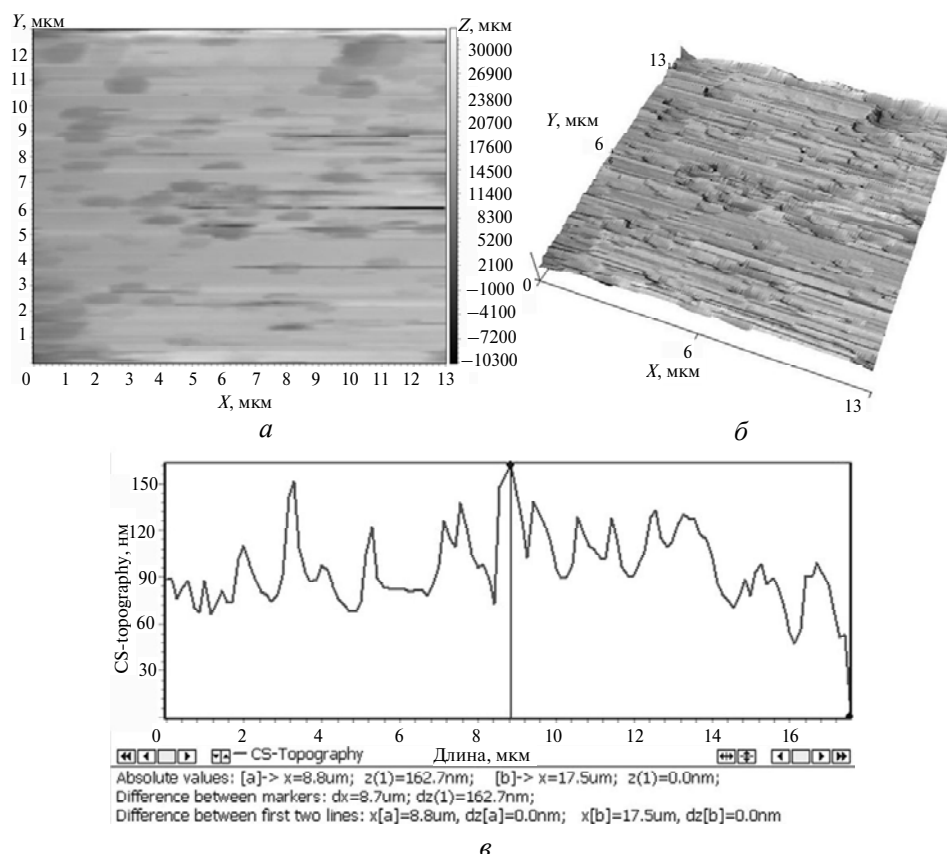 Y, мкм
12
11
10
9
8
7
6
5
4
3
2
1
0 1 2 3 4 5 6 7 8 9 10 11 12 13
X, мкм
Z, мкм
30000
26900
23800
20700
17600
14500
11400
8300
5200
2100
−1000
−4100
−7200
−10300
а
13
Y, мкм
6
0
6
X, мкм
13
б
CS-topography, нм
150
120
90
60
30
0 2 4 6 8 10 12 14 16
CS-Topography Длина, мкм
Absolute values: [a]-> x=8.8um; z(1)=162.7nm; [b]-> x=17.5um; z(1)=0.0nm;
Difference between markers: dx=8.7um; dz(1)=162.7nm;
Difference between first two lines: x[a]=8.8um, dz[a]=0.0nm; x[b]=17.5um, dz[b]=0.0nm
в